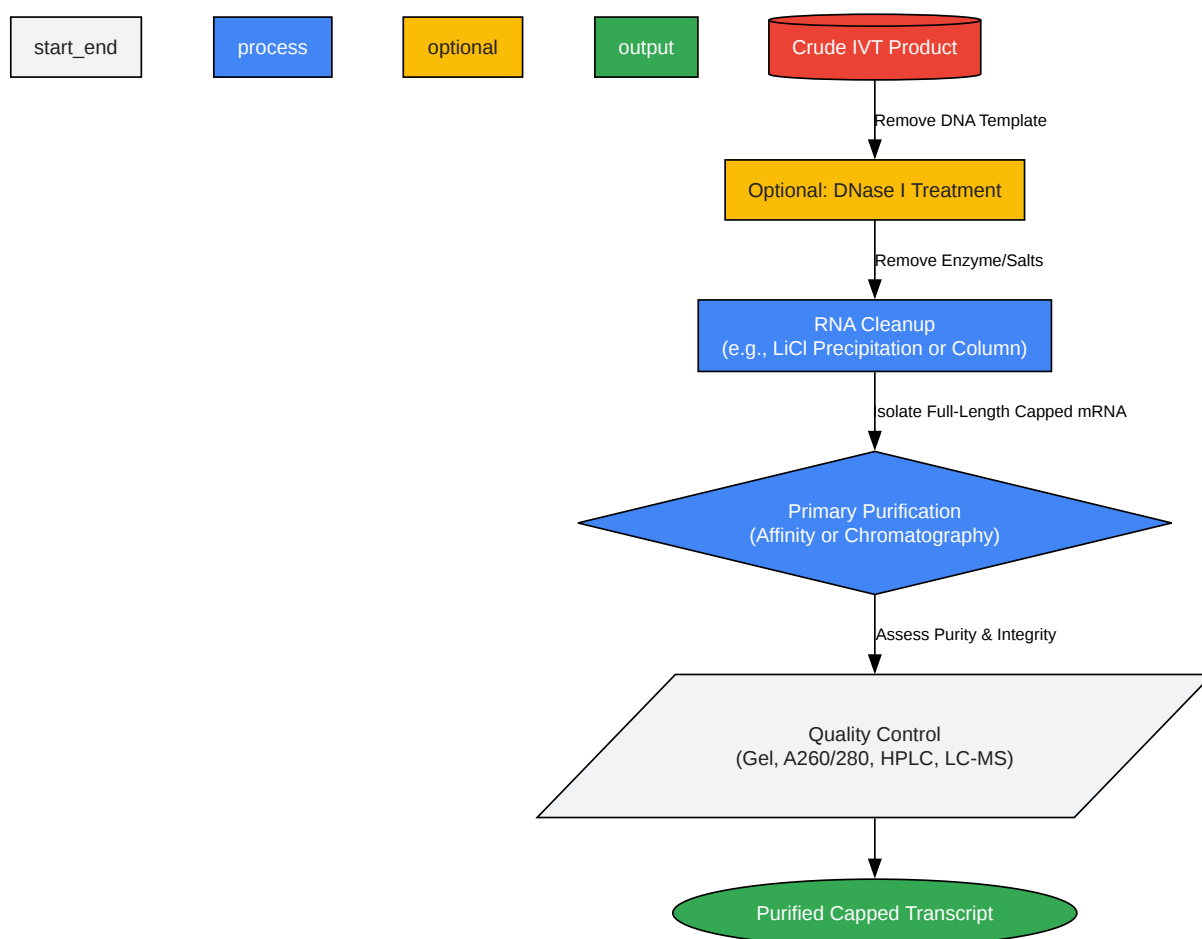 start_end
process
optional
output
Crude IVT Product
Remove DNA Template
Optional: DNase I Treatment
Remove Enzyme/Salts
RNA Cleanup
(e.g., LiCl Precipitation or Column)
Isolate Full-Length Capped mRNA
Primary Purification
(Affinity or Chromatography)
Assess Purity & Integrity
Quality Control
(Gel, A260/280, HPLC, LC-MS)
Purified Capped Transcript